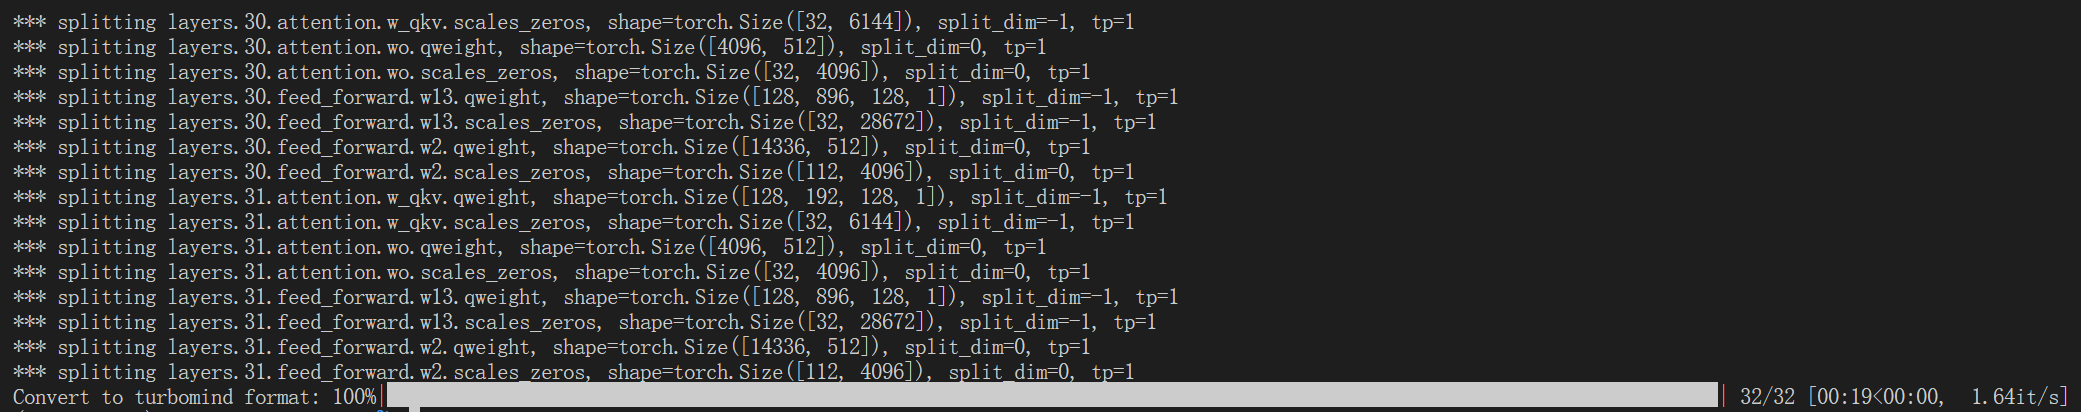 *** splitting layers.30.attention.w_qkv.scales_zeros, shape=torch.Size([32, 6144]), split_dim=-1, tp=1
*** splitting layers.30.attention.wo.qweight, shape=torch.Size([4096, 512]), split_dim=0, tp=1
*** splitting layers.30.attention.wo.scales_zeros, shape=torch.Size([32, 4096]), split_dim=0, tp=1
*** splitting layers.30.feed_forward.w13.qweight, shape=torch.Size([128, 896, 128, 1]), split_dim=-1, tp=1
*** splitting layers.30.feed_forward.w13.scales_zeros, shape=torch.Size([32, 28672]), split_dim=-1, tp=1
*** splitting layers.30.feed_forward.w2.qweight, shape=torch.Size([14336, 512]), split_dim=0, tp=1
*** splitting layers.30.feed_forward.w2.scales_zeros, shape=torch.Size([112, 4096]), split_dim=0, tp=1
*** splitting layers.31.attention.w_qkv.qweight, shape=torch.Size([128, 192, 128, 1]), split_dim=-1, tp=1
*** splitting layers.31.attention.w_qkv.scales_zeros, shape=torch.Size([32, 6144]), split_dim=-1, tp=1
*** splitting layers.31.attention.wo.qweight, shape=torch.Size([4096, 512]), split_dim=0, tp=1
*** splitting layers.31.attention.wo.scales_zeros, shape=torch.Size([32, 4096]), split_dim=0, tp=1
*** splitting layers.31.feed_forward.w13.qweight, shape=torch.Size([128, 896, 128, 1]), split_dim=-1, tp=1
*** splitting layers.31.feed_forward.w13.scales_zeros, shape=torch.Size([32, 28672]), split_dim=-1, tp=1
*** splitting layers.31.feed_forward.w2.qweight, shape=torch.Size([14336, 512]), split_dim=0, tp=1
*** splitting layers.31.feed_forward.w2.scales_zeros, shape=torch.Size([112, 4096]), split_dim=0, tp=1
Convert to turbomind format: 100%| | 32/32 [00:19<00:00, 1.64it/s]